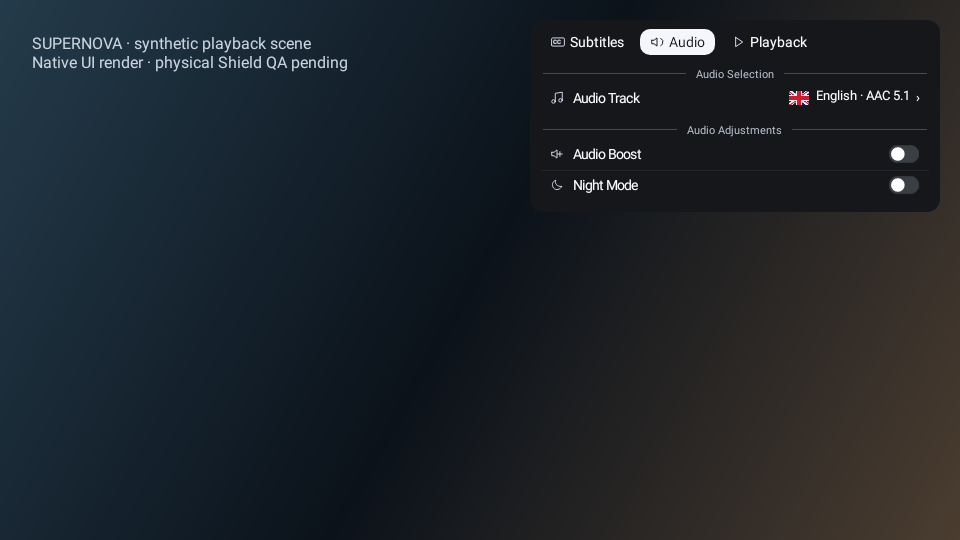 SUPERNOVA · synthetic playback scene
Native UI render · physical Shield QA pending
CC Subtitles Audio Playback
Audio Selection
Audio Track English · AAC 5.1 ›
Audio Adjustments
Audio Boost
Night Mode